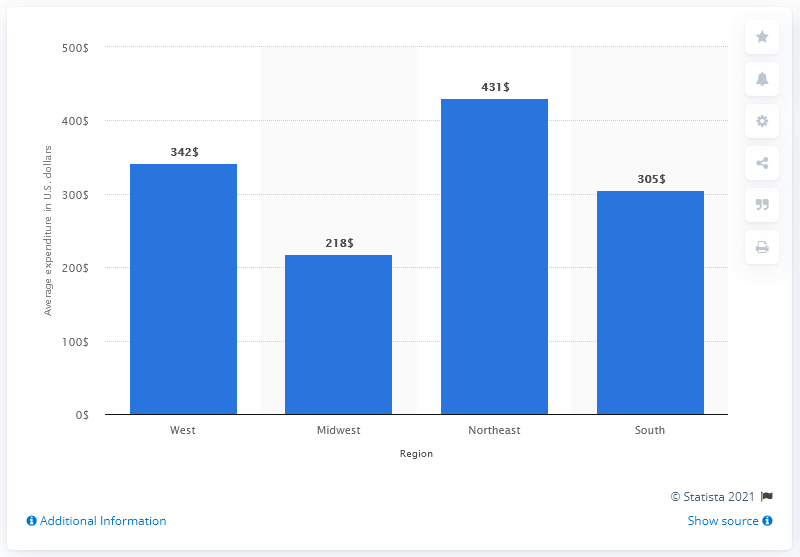 500$
400$
300$
200$
100$
0$
Average expenditure in U.S. dollars
342$
218$
431$
305$
West
Midwest
Northeast
South
Region
© Statista 2021
Additional Information
Show source